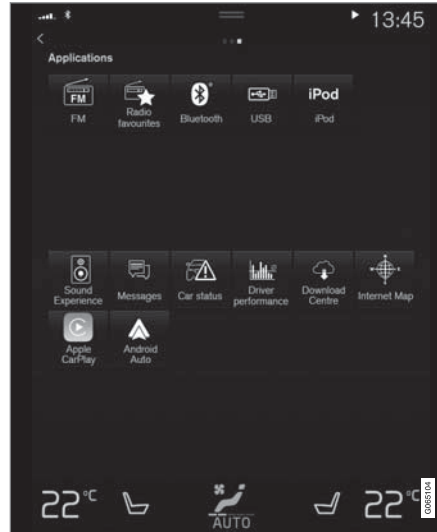 13:45
Applications
FM
FM Radio favourites Bluetooth USB iPod
iPod
Sound Experience Messages Car status Driver performance Download Centre Internet Map
Apple CarPlay Android Auto
22°C AUTO 22°C
G065104